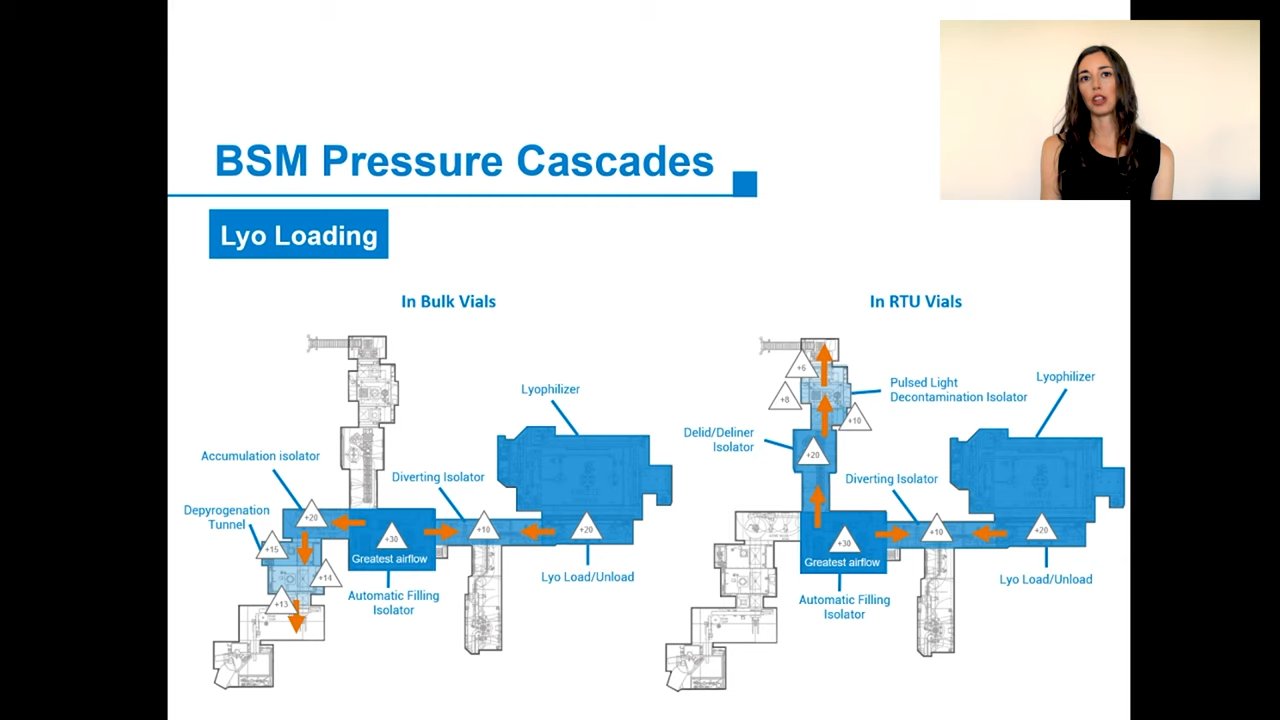 BSM Pressure Cascades
Lyo Loading
In Bulk Vials
Lyophilizer
Accumulation isolator
Diverting Isolator
Depyrogenation
Tunnel
+20
+15
+30
+10
+20
Greatest airflow
+14
+13
Lyo Load/Unload
Automatic Filling
Isolator
In RTU Vials
+6
Pulsed Light
Decontamination Isolator
Lyophilizer
+8
+10
Delid/Deliner
Isolator
+20
Diverting Isolator
+30
+10
+20
Greatest airflow
Lyo Load/Unload
Automatic Filling
Isolator